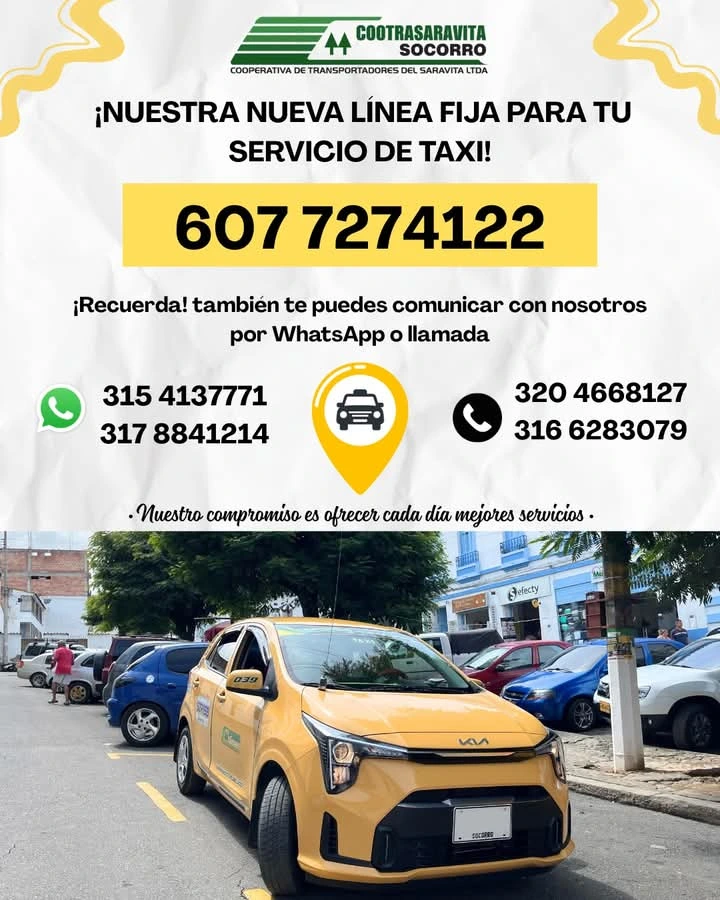 COOTRASARAVITA
SOCORRO
COOPERATIVA DE TRANSPORTADORES DEL SARAVITA LTDA
¡NUESTRA NUEVA LÍNEA FIJA PARA TU
SERVICIO DE TAXI!
607 7274122
¡Recuerda! también te puedes comunicar con nosotros
por WhatsApp o llamada
315 4137771
317 8841214
320 4668127
316 6283079
· Nuestro compromiso es ofrecer cada día mejores servicios ·
efecty
TAXI
039
KIA
SOCORRO